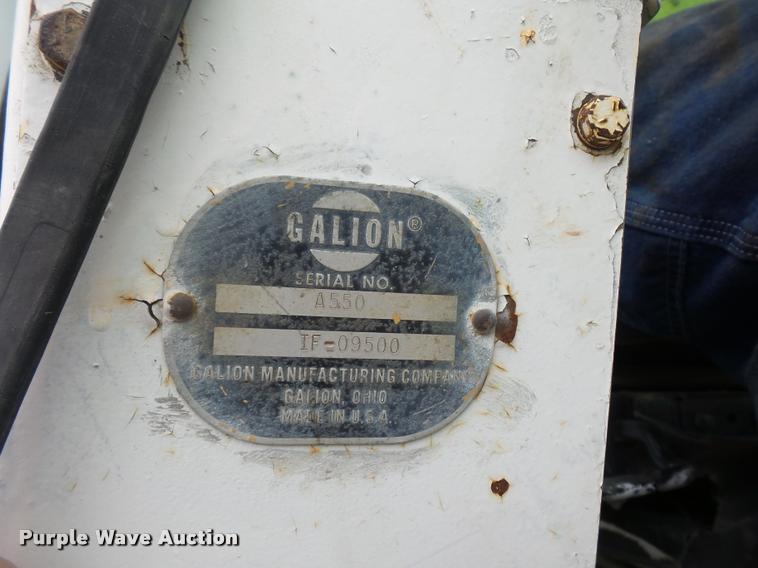 GALION®
SERIAL NO.
A550
IF-09500
GALION MANUFACTURING COMPANY
GALION, OHIO
MADE IN U.S.A.
Purple Wave Auction